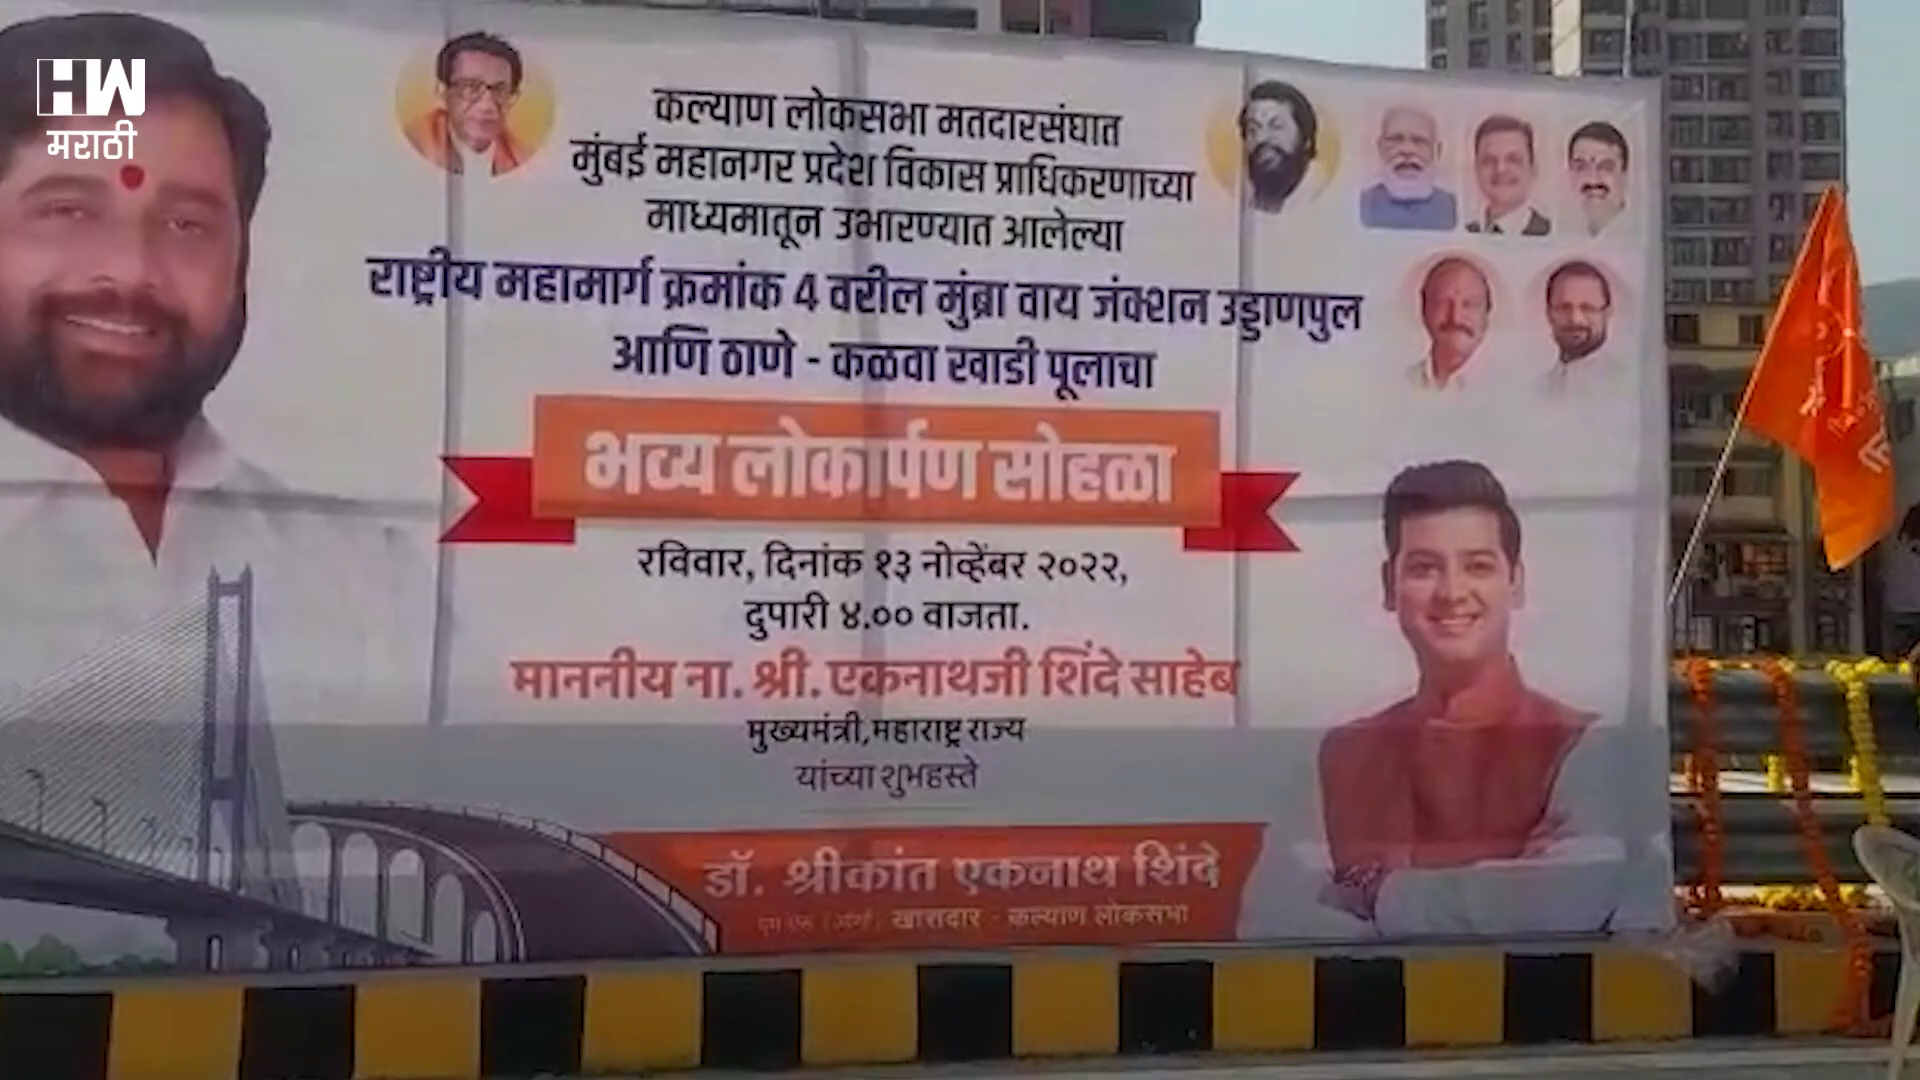 HW
मराठी
कल्याण लोकसभा मतदारसंघात
मुंबई महानगर प्रदेश विकास प्राधिकरणाच्या
माध्यमातून उभारण्यात आलेल्या
राष्ट्रीय महामार्ग क्रमांक 4 वरील मुंब्रा वाय जंक्शन उड्डाणपुल
आणि ठाणे - कळवा खाडी पूलाचा
भव्य लोकार्पण सोहळा
रविवार, दिनांक १३ नोव्हेंबर २०२२,
दुपारी ४.०० वाजता.
माननीय ना. श्री. एकनाथजी शिंदे साहेब
मुख्यमंत्री,महाराष्ट्र राज्य
यांच्या शुभहस्ते
डॉ. श्रीकांत एकनाथ शिंदे
खासदार - कल्याण लोकसभा